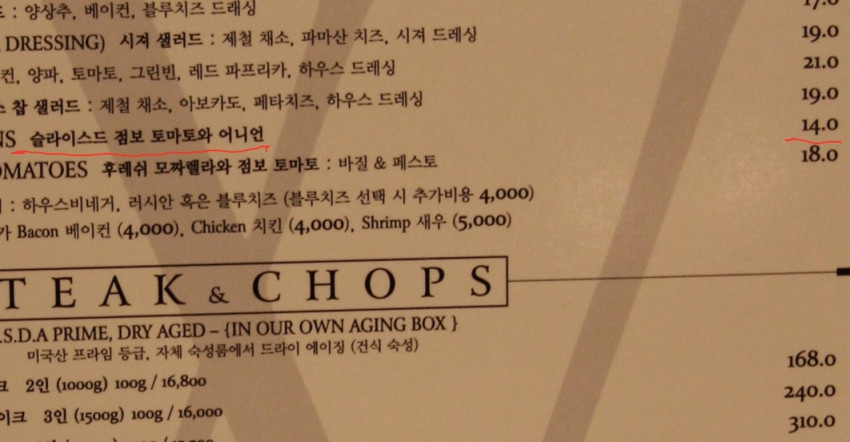 : 양상추, 베이컨, 블루치즈 드래싱 17.0
DRESSING) 시져 샐러드 : 제철 채소, 파마산 치즈, 시져 드레싱 19.0
컨, 양파, 토마토, 그린빈, 레드 파프리카, 하우스 드레싱 21.0
찹 샐러드 : 제철 채소, 아보카도, 페타치즈, 하우스 드레싱 19.0
NS 슬라이스드 점보 토마토와 어니언 14.0
OMATOES 후레쉬 모짜렐라와 점보 토마토 : 바질 & 페스토 18.0
: 하우스비네거, 러시안 혹은 블루치즈 (블루치즈 선택 시 추가비용 4,000)
가 Bacon 베이컨 (4,000), Chicken 치킨 (4,000), Shrimp 새우 (5,000)
TEAK & CHOPS
.S.D.A PRIME, DRY AGED – {IN OUR OWN AGING BOX }
미국산 프라임 등급, 자체 숙성룸에서 드라이 에이징 (건식 숙성)
168.0
크 2인 (1000g) 100g / 16,800 240.0
이크 3인 (1500g) 100g / 16,000 310.0